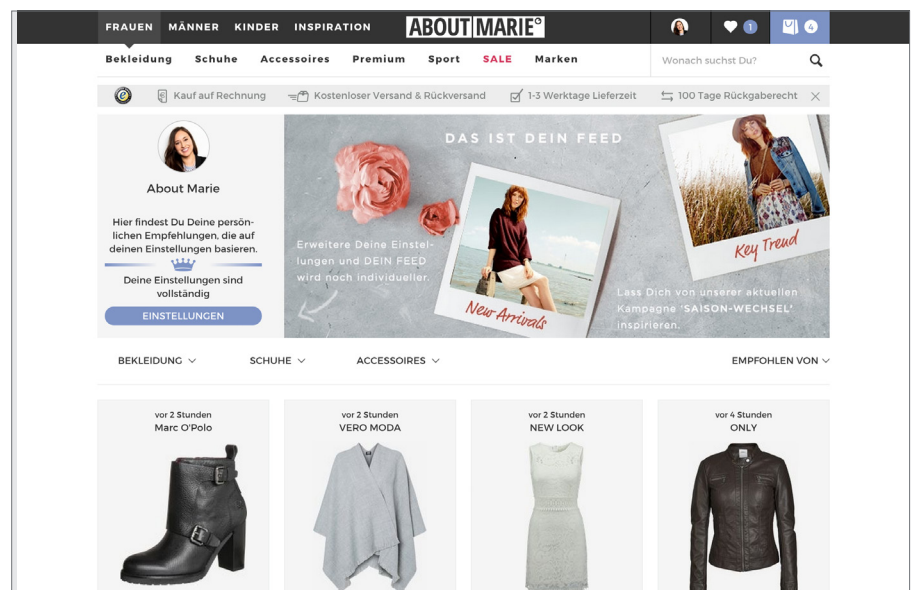 FRAUEN MÄNNER KINDER INSPIRATION ABOUT MARIE° 1 4
Bekleidung Schuhe Accessoires Premium Sport SALE Marken Wonach suchst Du?
Kauf auf Rechnung Kostenloser Versand & Rückversand 1-3 Werktage Lieferzeit 100 Tage Rückgaberecht
About Marie
Hier findest Du Deine persön-
lichen Empfehlungen, die auf
deinen Einstellungen basieren.
Deine Einstellungen sind
vollständig
EINSTELLUNGEN
DAS IST DEIN FEED
Erweitere Deine Einstel-
lungen und DEIN FEED
wird noch individueller.
New Arrivals
Key Trend
Lass Dich von unserer aktuellen
Kampagne 'SAISON-WECHSEL'
inspirieren.
BEKLEIDUNG SCHUHE ACCESSOIRES EMPFOHLEN VON
vor 2 Stunden
Marc O'Polo
vor 2 Stunden
VERO MODA
vor 2 Stunden
NEW LOOK
vor 4 Stunden
ONLY